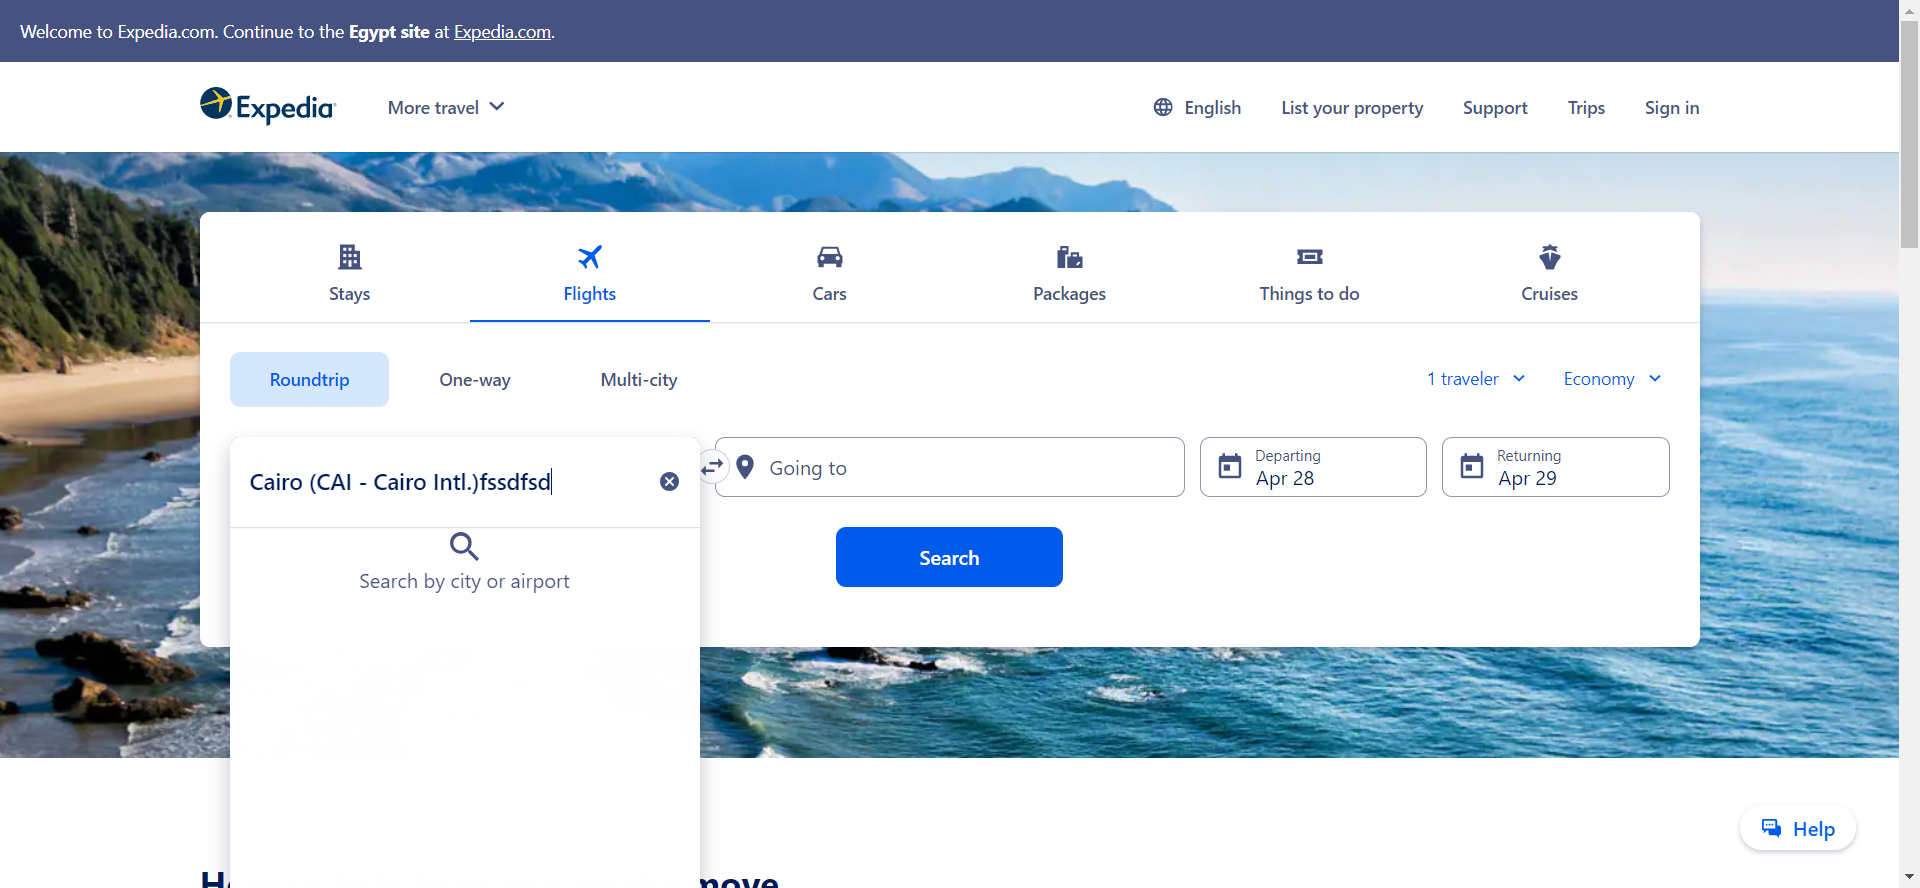 Welcome to Expedia.com. Continue to the Egypt site at Expedia.com.
Expedia
More travel
English
List your property
Support
Trips
Sign in
Stays
Flights
Cars
Packages
Things to do
Cruises
Roundtrip
One-way
Multi-city
1 traveler
Economy
Cairo (CAI - Cairo Intl.)fssdfsd
Going to
Departing
Apr 28
Returning
Apr 29
Search by city or airport
Search
Help
move